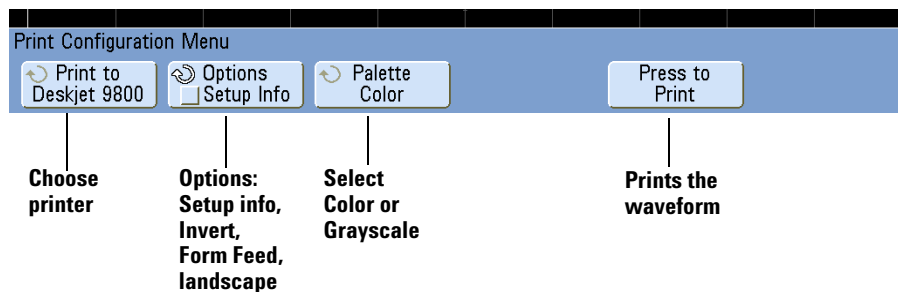 Print Configuration Menu
Print to
Deskjet 9800
Options
Setup Info
Palette
Color
Press to
Print
Choose
printer
Options:
Setup info,
Invert,
Form Feed,
landscape
Select
Color or
Grayscale
Prints the
waveform